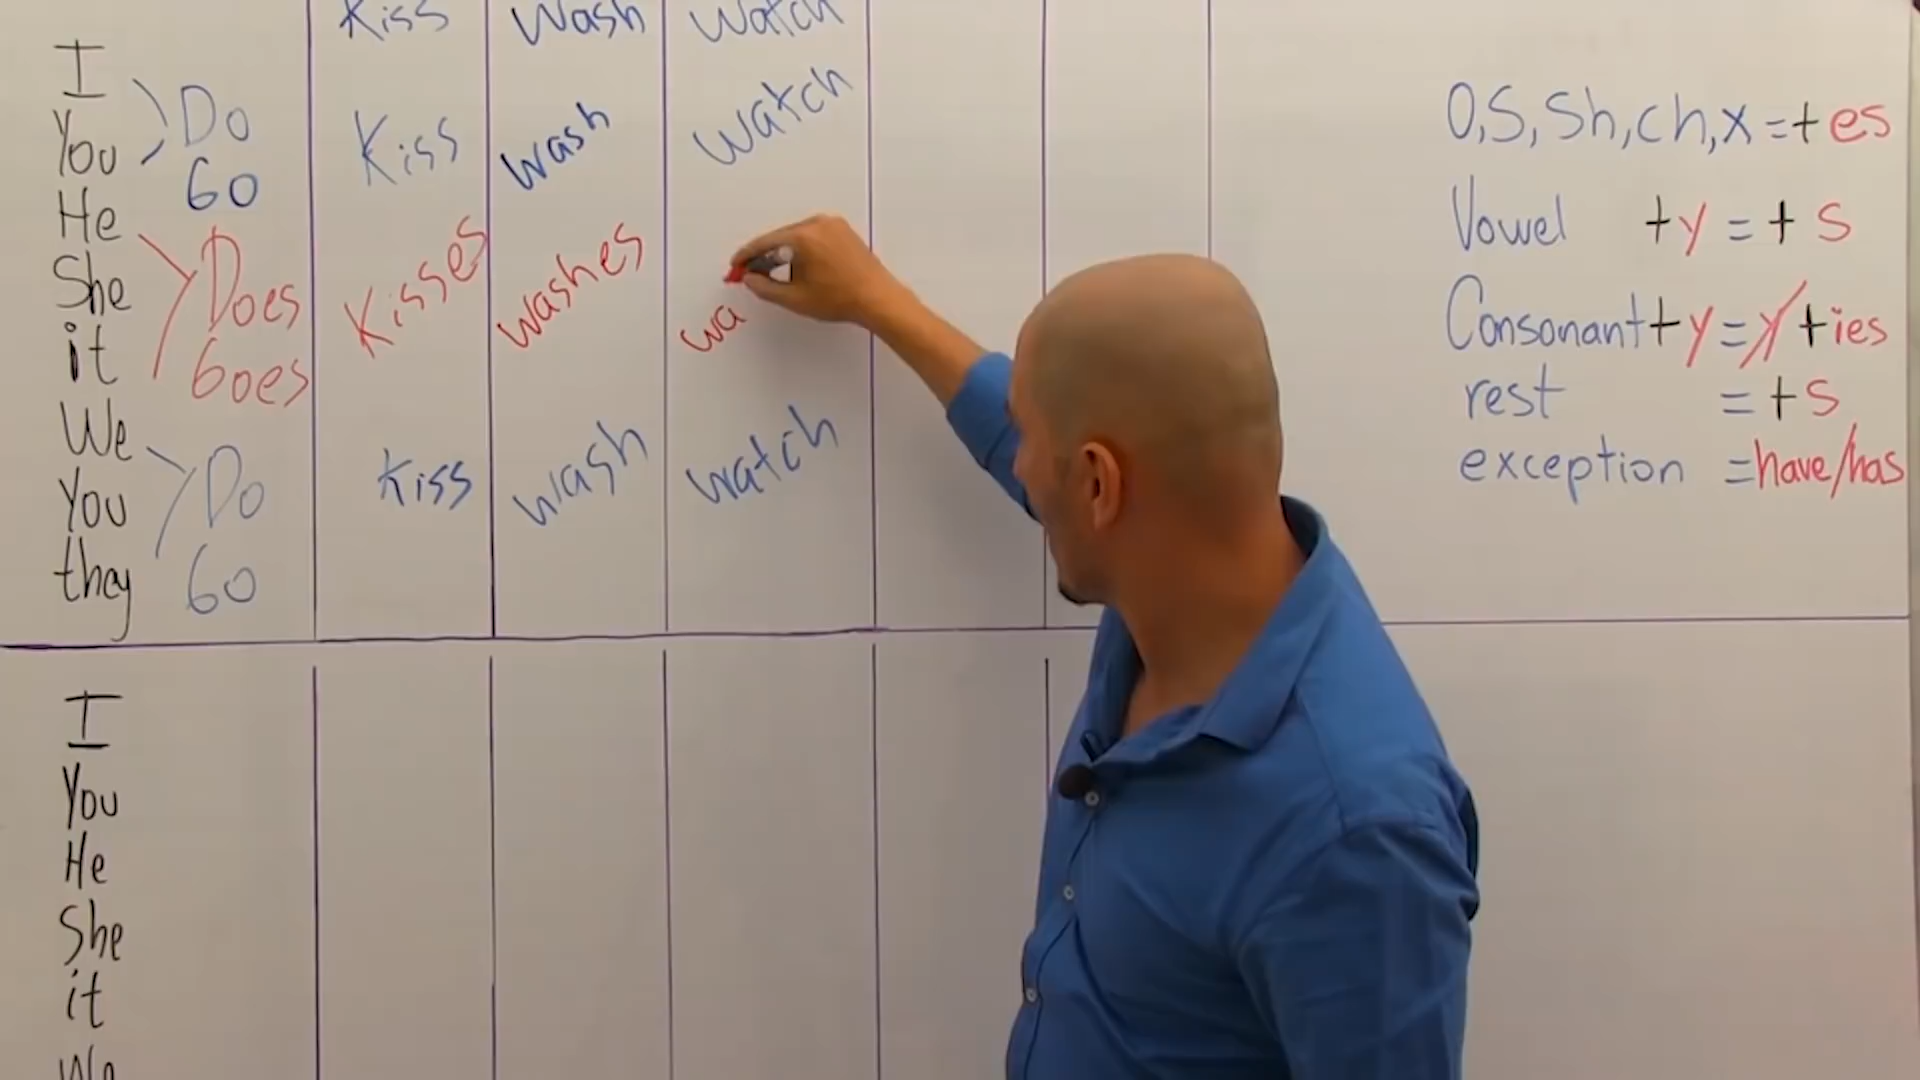 Kiss Wash Watch
I
You Do Kiss wash watch
Go
He
She Does Kisses washes wa
it Goes
We
You Do Kiss wash watch
they Go
O, S, Sh, ch, x = + es
Vowel + y = + s
Consonant + y = y + ies
rest = + s
exception = have/has
I
You
He
She
it
We